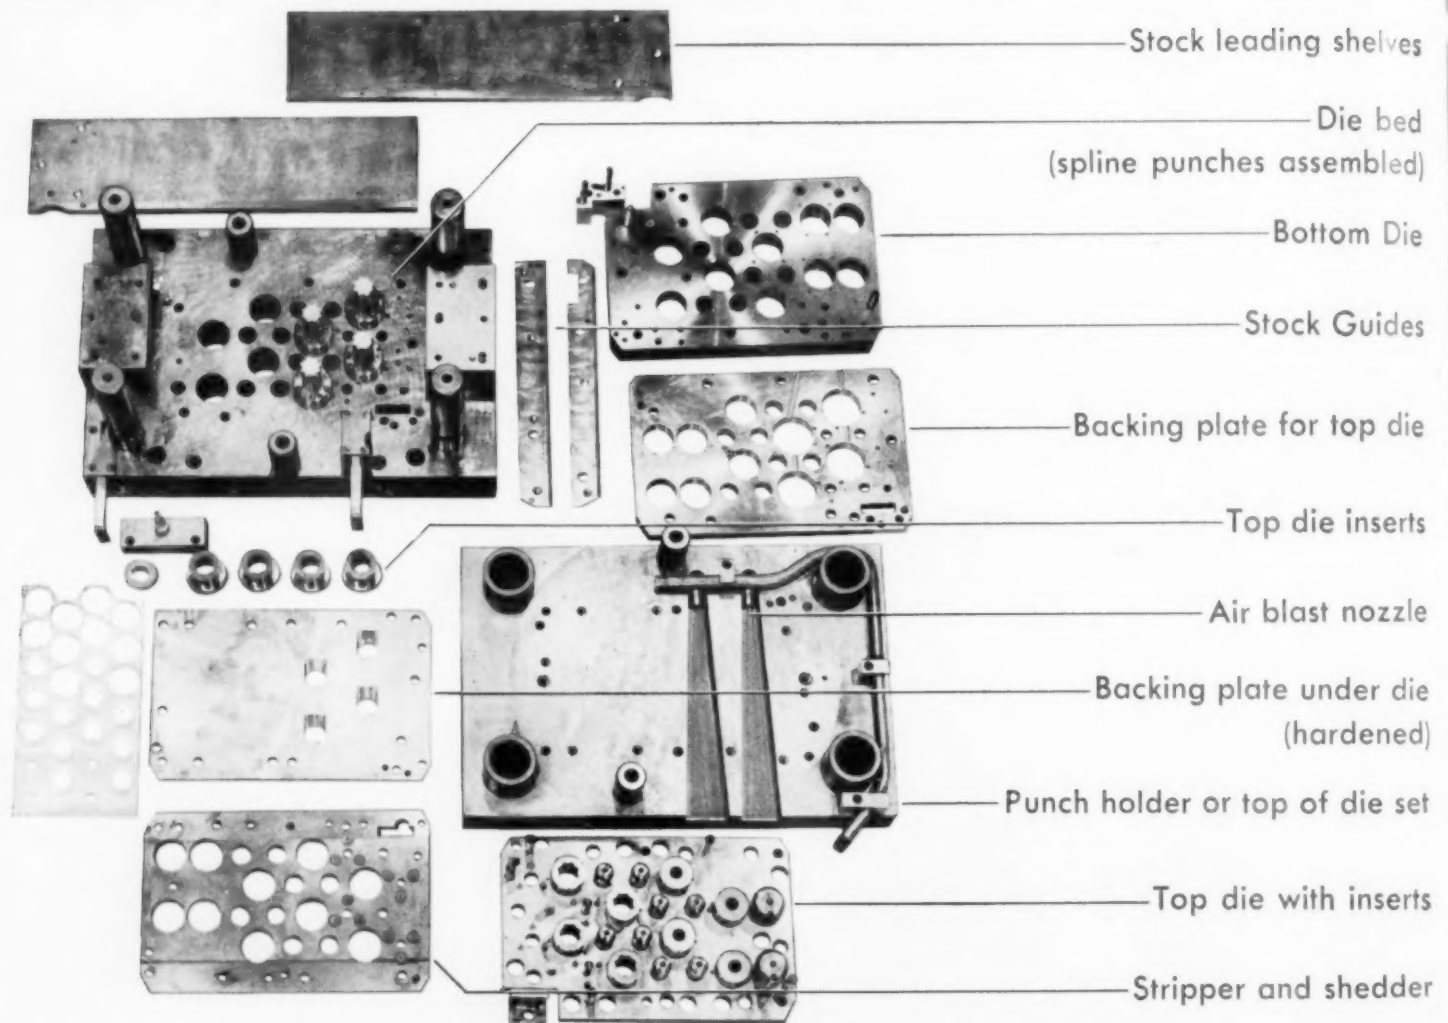 Stock leading shelves
Die bed
(spline punches assembled)
Bottom Die
Stock Guides
Backing plate for top die
Top die inserts
Air blast nozzle
Backing plate under die
(hardened)
Punch holder or top of die set
Top die with inserts
Stripper and shedder